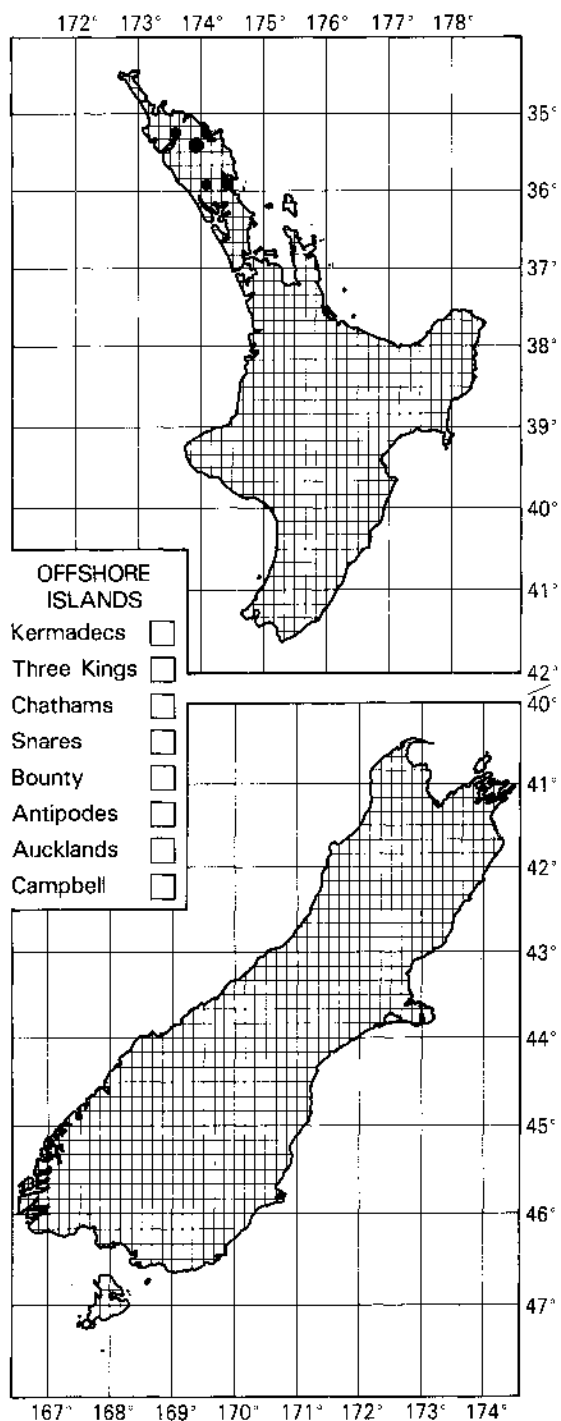 172° 173° 174° 175° 176° 177° 178°
35°
36°
37°
38°
39°
40°
41°
42°
OFFSHORE
ISLANDS
Kermadecs
Three Kings
Chathams
Snares
Bounty
Antipodes
Aucklands
Campbell
40°
41°
42°
43°
44°
45°
46°
47°
167° 168° 169° 170° 171° 172° 173° 174°